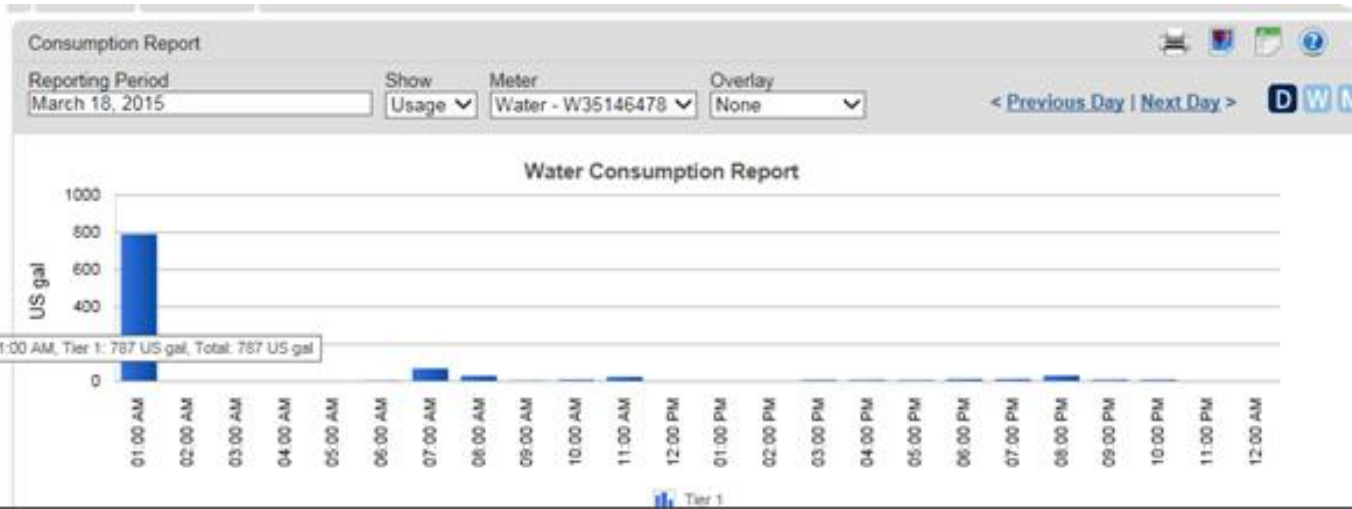 Consumption Report
Reporting Period
Show
Meter
Overlay
March 18, 2015
Usage
Water - W35146478
None
< Previous Day | Next Day >
D W M
Water Consumption Report
US gal
1000
800
600
400
0
1:00 AM, Tier 1: 787 US gal, Total: 787 US gal
01:00 AM
02:00 AM
03:00 AM
04:00 AM
05:00 AM
06:00 AM
07:00 AM
08:00 AM
09:00 AM
10:00 AM
11:00 AM
12:00 PM
01:00 PM
02:00 PM
03:00 PM
04:00 PM
05:00 PM
06:00 PM
07:00 PM
08:00 PM
09:00 PM
10:00 PM
11:00 PM
12:00 AM
Tier 1